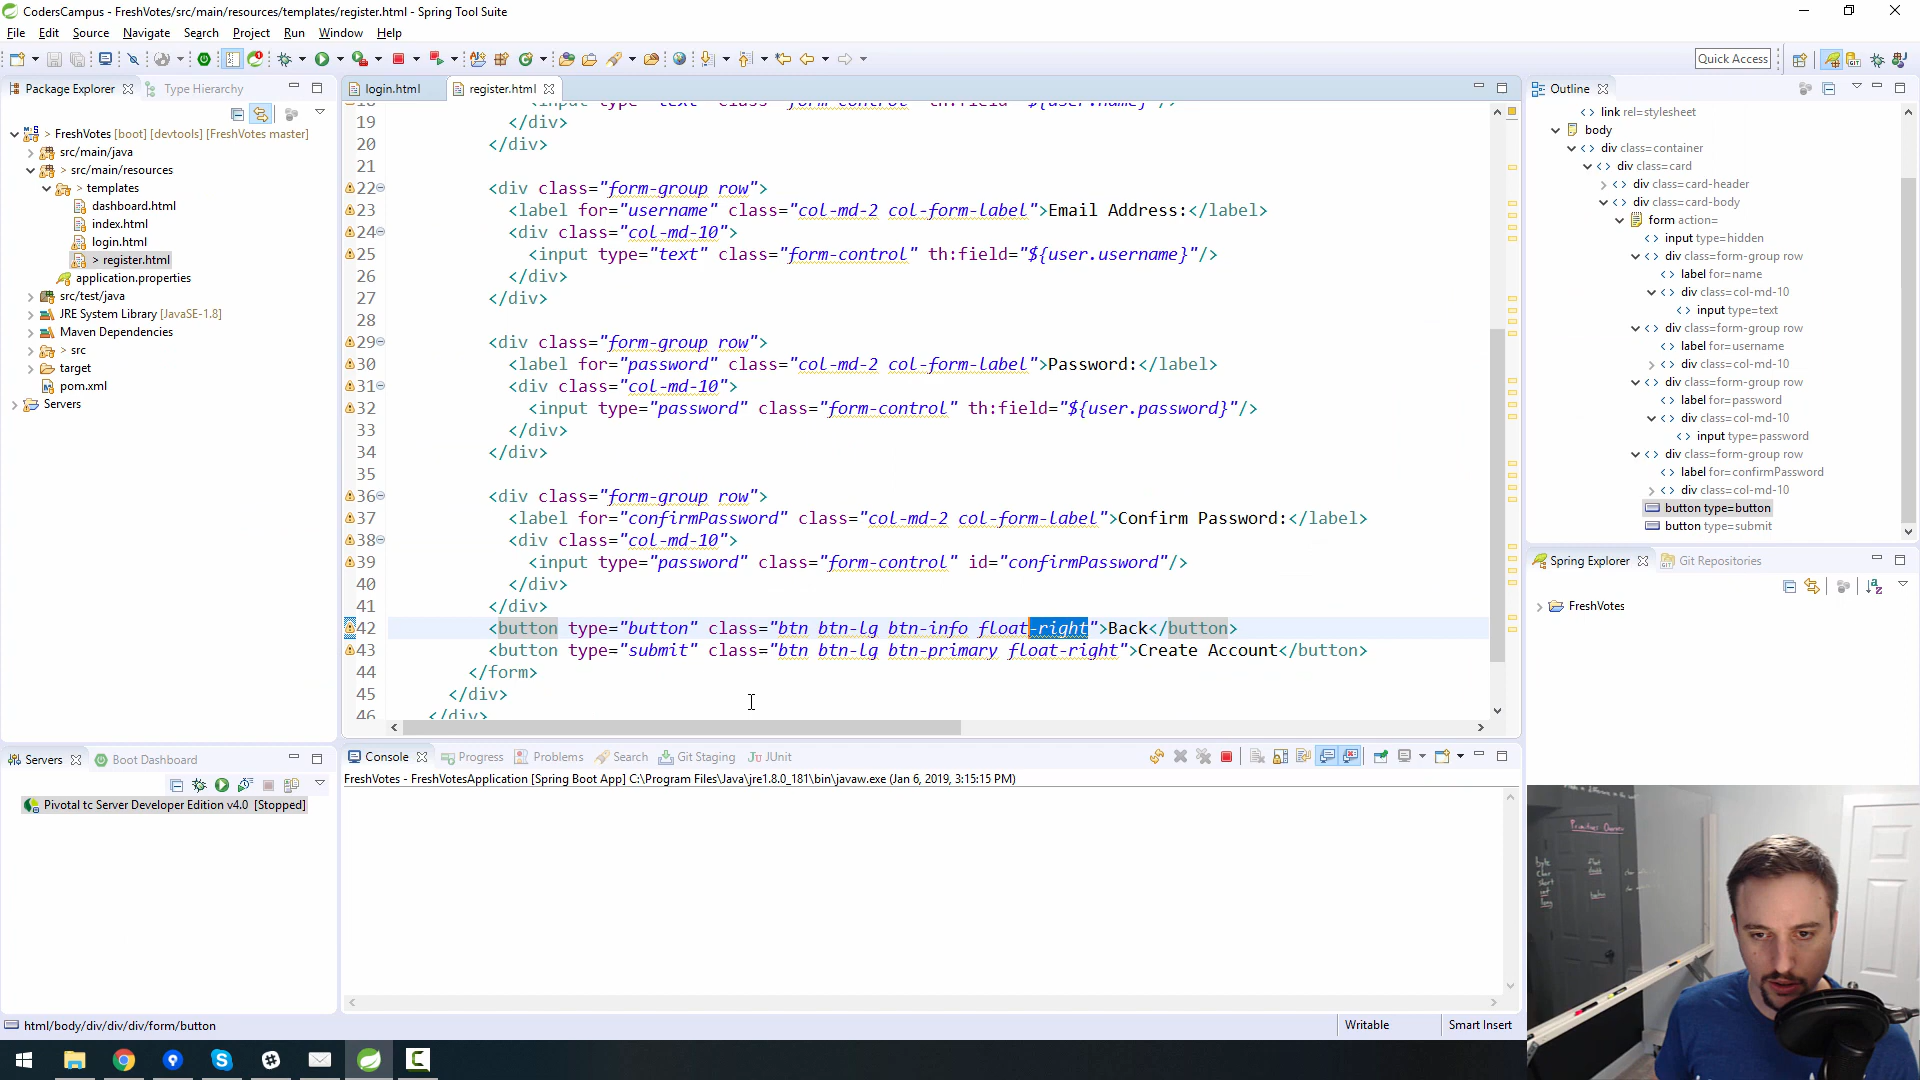 CodersCampus - FreshVotes/src/main/resources/templates/register.html - Spring Tool Suite
File Edit Source Navigate Search Project Run Window Help
Quick Access
Package Explorer Type Hierarchy
login.html register.html
Outline
> FreshVotes [boot] [devtools] [FreshVotes master]
src/main/java
> src/main/resources
> templates
dashboard.html
index.html
login.html
> register.html
application.properties
src/test/java
JRE System Library [JavaSE-1.8]
Maven Dependencies
> src
target
pom.xml
Servers
18 <input type="text" class="form-control" th:field="${user.name}"/>
19 </div>
20 </div>
21
22 <div class="form-group row">
23 <label for="username" class="col-md-2 col-form-label">Email Address:</label>
24 <div class="col-md-10">
25 <input type="text" class="form-control" th:field="${user.username}"/>
26 </div>
27 </div>
28
29 <div class="form-group row">
30 <label for="password" class="col-md-2 col-form-label">Password:</label>
31 <div class="col-md-10">
32 <input type="password" class="form-control" th:field="${user.password}"/>
33 </div>
34 </div>
35
36 <div class="form-group row">
37 <label for="confirmPassword" class="col-md-2 col-form-label">Confirm Password:</label>
38 <div class="col-md-10">
39 <input type="password" class="form-control" id="confirmPassword"/>
40 </div>
41 </div>
42 <button type="button" class="btn btn-lg btn-info float-right">Back</button>
43 <button type="submit" class="btn btn-lg btn-primary float-right">Create Account</button>
44 </form>
45 </div>
46 </div>
link rel=stylesheet
body
div class=container
div class=card
div class=card-header
div class=card-body
form action=
input type=hidden
div class=form-group row
label for=name
div class=col-md-10
input type=text
div class=form-group row
label for=username
div class=col-md-10
div class=form-group row
label for=password
div class=col-md-10
input type=password
div class=form-group row
label for=confirmPassword
div class=col-md-10
button type=button
button type=submit
Spring Explorer Git Repositories
FreshVotes
Servers Boot Dashboard
Pivotal tc Server Developer Edition v4.0 [Stopped]
Console Progress Problems Search Git Staging JUnit
FreshVotes - FreshVotesApplication [Spring Boot App] C:\Program Files\Java\jre1.8.0_181\bin\javaw.exe (Jan 6, 2019, 3:15:15 PM)
html/body/div/div/div/form/button
Writable
Smart Insert